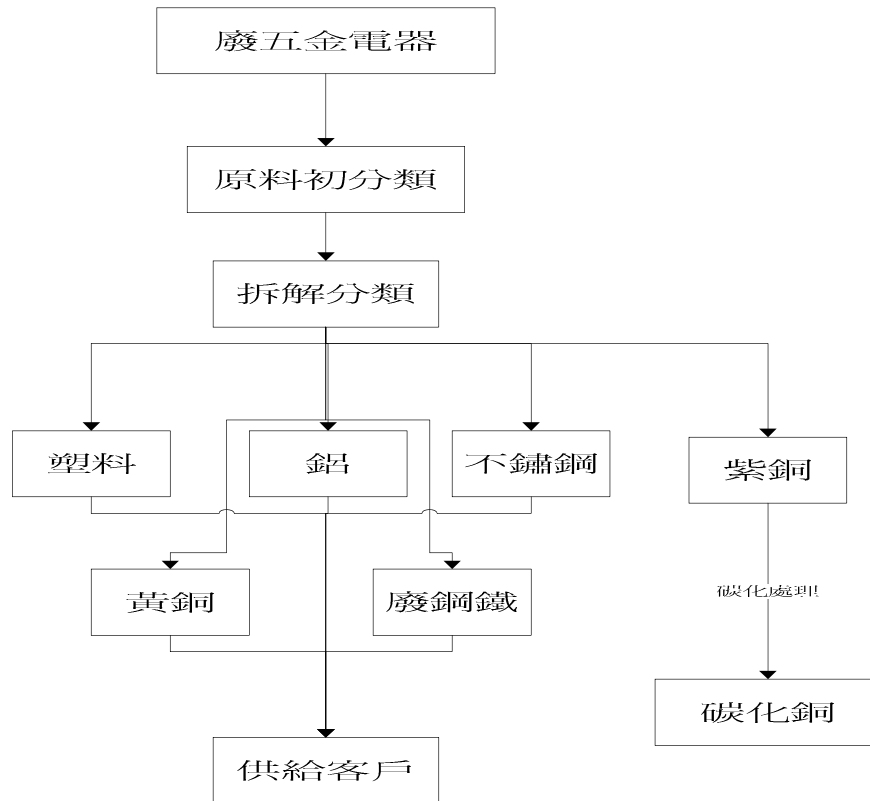 廢五金電器
原料初分類
拆解分類
塑料
鋁
不鏽鋼
紫銅
黃銅
廢鋼鐵
碳化處理
碳化銅
供給客戶